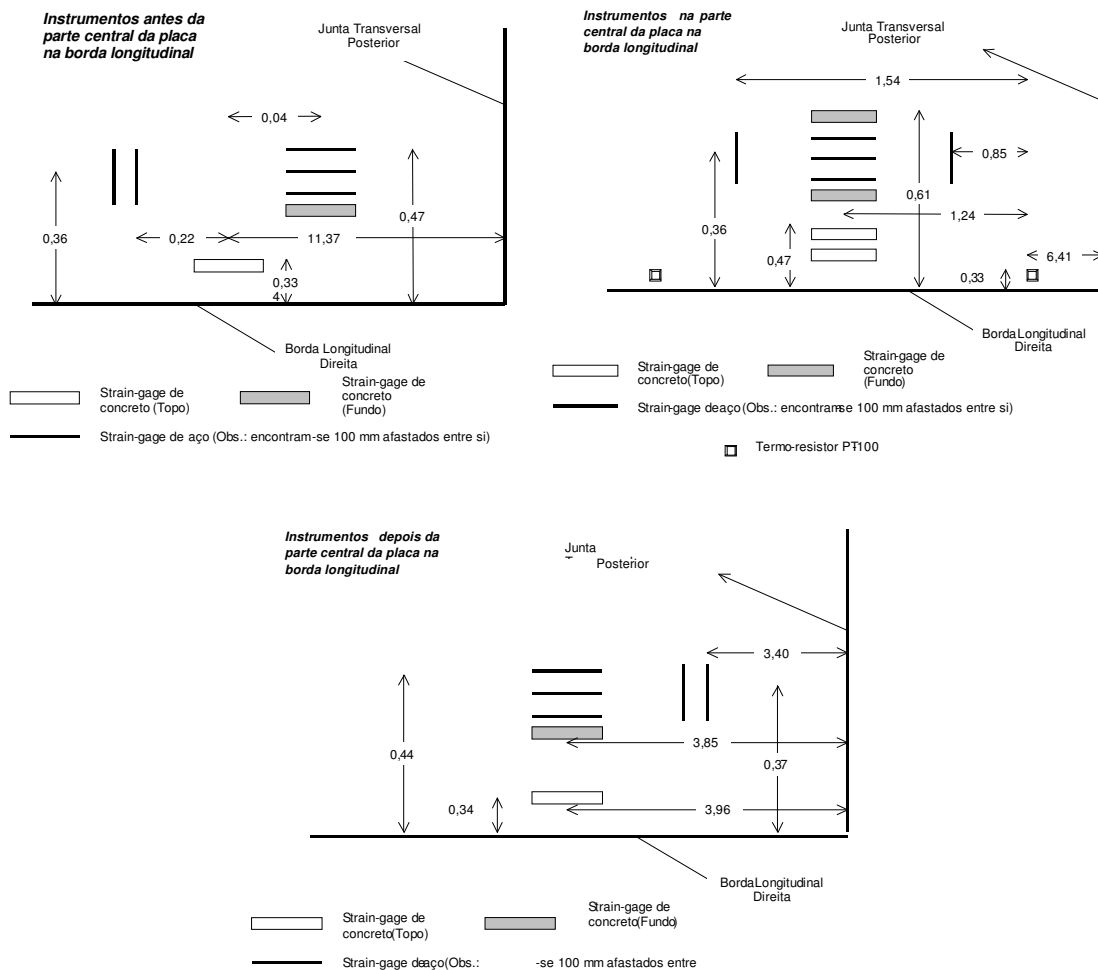 Instrumentos antes da
parte central da placa
na borda longitudinal
Junta Transversal
Posterior
0,04
0,47
0,36
0,22
11,37
0,33
4
Borda Longitudinal
Direita
Strain-gage de
concreto (Topo)
Strain-gage de
concreto
(Fundo)
Strain-gage de aço (Obs.: encontram-se 100 mm afastados entre si)
Instrumentos na parte
central da placa na
borda longitudinal
Junta Transversal
Posterior
1,54
0,85
0,61
1,24
0,36
0,47
6,41
0,33
BordaLongitudinal
Direita
Strain-gage de
concreto(Topo)
Strain-gage de
concreto
(Fundo)
Strain-gage deaço (Obs.: encontram-se 100 mm afastados entre si)
Termo-resistor PT-100
Instrumentos depois da
parte central da placa na
borda longitudinal
Junta
Posterior
3,40
3,85
0,44
0,37
0,34
3,96
BordaLongitudinal
Direita
Strain-gage de
concreto(Topo)
Strain-gage de
concreto(Fundo)
Strain-gage deaço(Obs.: -se 100 mm afastados entre